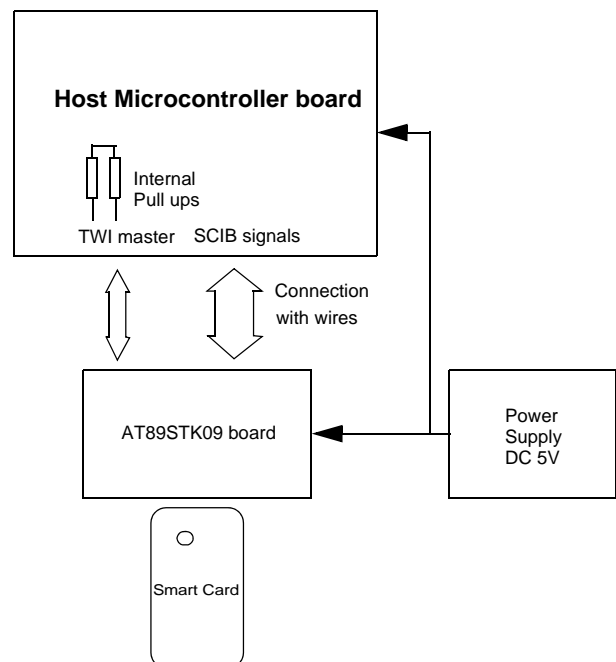 Host Microcontroller board
Internal
Pull ups
TWI master
SCIB signals
Connection
with wires
AT89STK09 board
Power
Supply
DC 5V
Smart Card